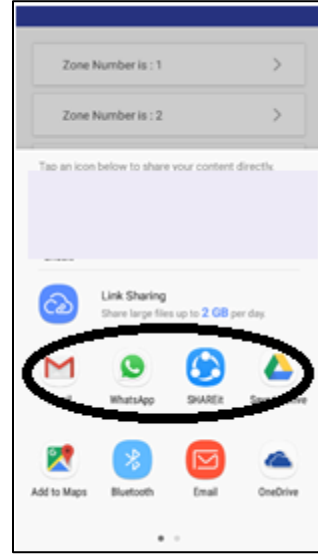 Zone Number is : 1
Zone Number is : 2
Tap an icon below to share your content directly.
Link Sharing
Share large files up to 2 GB per day.
WhatsApp SHAREit
Add to Maps Bluetooth Email OneDrive